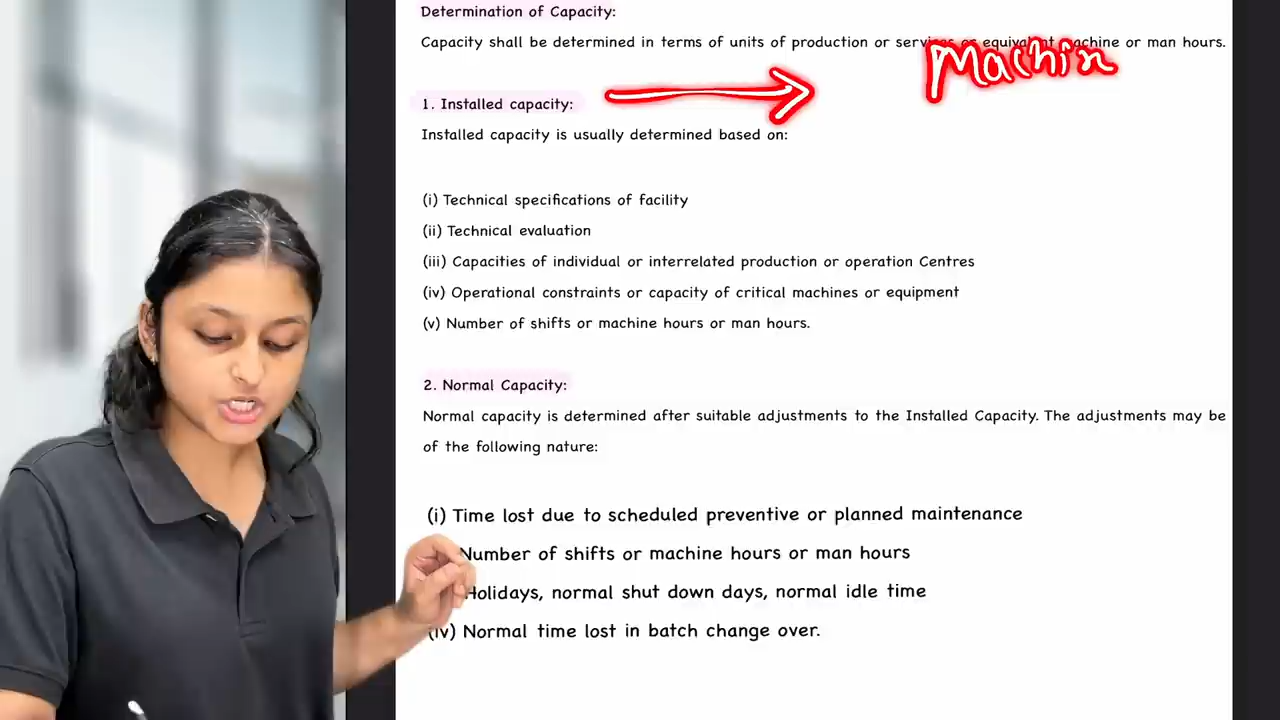 Determination of Capacity:
Capacity shall be determined in terms of units of production or services or equivalent machine or man hours.
Machin
1. Installed capacity:
Installed capacity is usually determined based on:
(i) Technical specifications of facility
(ii) Technical evaluation
(iii) Capacities of individual or interrelated production or operation Centres
(iv) Operational constraints or capacity of critical machines or equipment
(v) Number of shifts or machine hours or man hours.
2. Normal Capacity:
Normal capacity is determined after suitable adjustments to the Installed Capacity. The adjustments may be
of the following nature:
(i) Time lost due to scheduled preventive or planned maintenance
Number of shifts or machine hours or man hours
Holidays, normal shut down days, normal idle time
(iv) Normal time lost in batch change over.